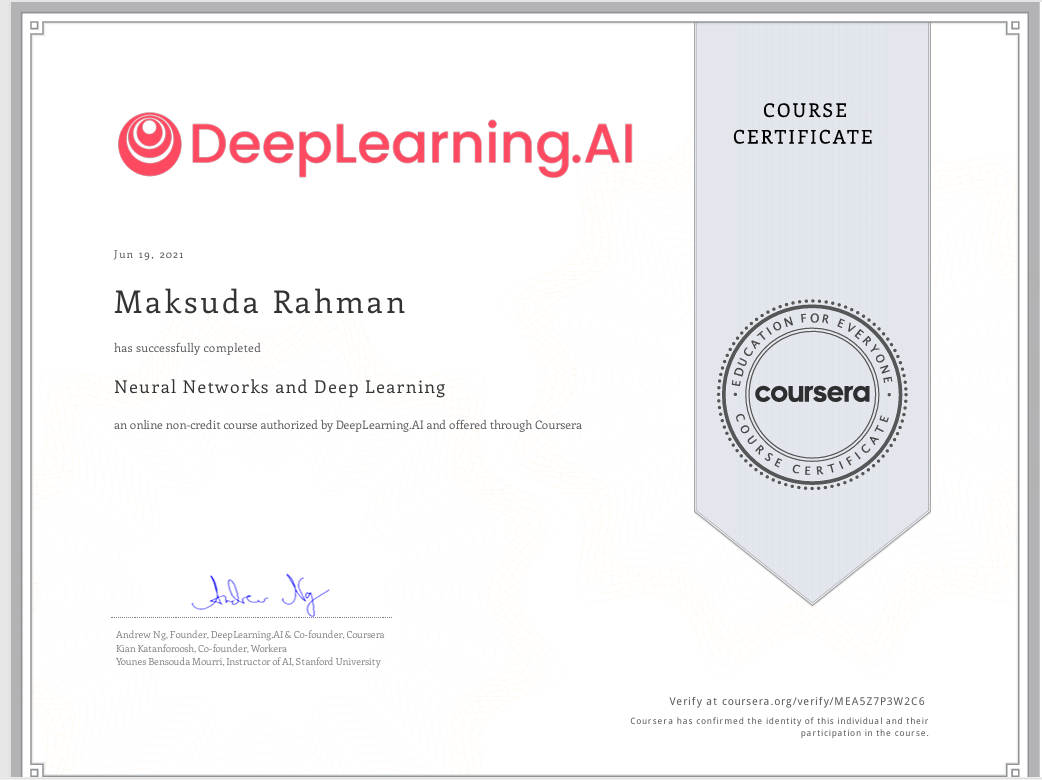 DeepLearning.AI
COURSE
CERTIFICATE
Jun 19, 2021
Maksuda Rahman
has successfully completed
Neural Networks and Deep Learning
an online non-credit course authorized by DeepLearning.AI and offered through Coursera
EDUCATION FOR EVERYONE
coursera
COURSE CERTIFICATE
Andrew Ng
Andrew Ng, Founder, DeepLearning.AI & Co-founder, Coursera
Kian Katanforoosh, Co-founder, Workera
Younes Bensouda Mourri, Instructor of AI, Stanford University
Verify at coursera.org/verify/MEA5Z7P3W2C6
Coursera has confirmed the identity of this individual and their
participation in the course.